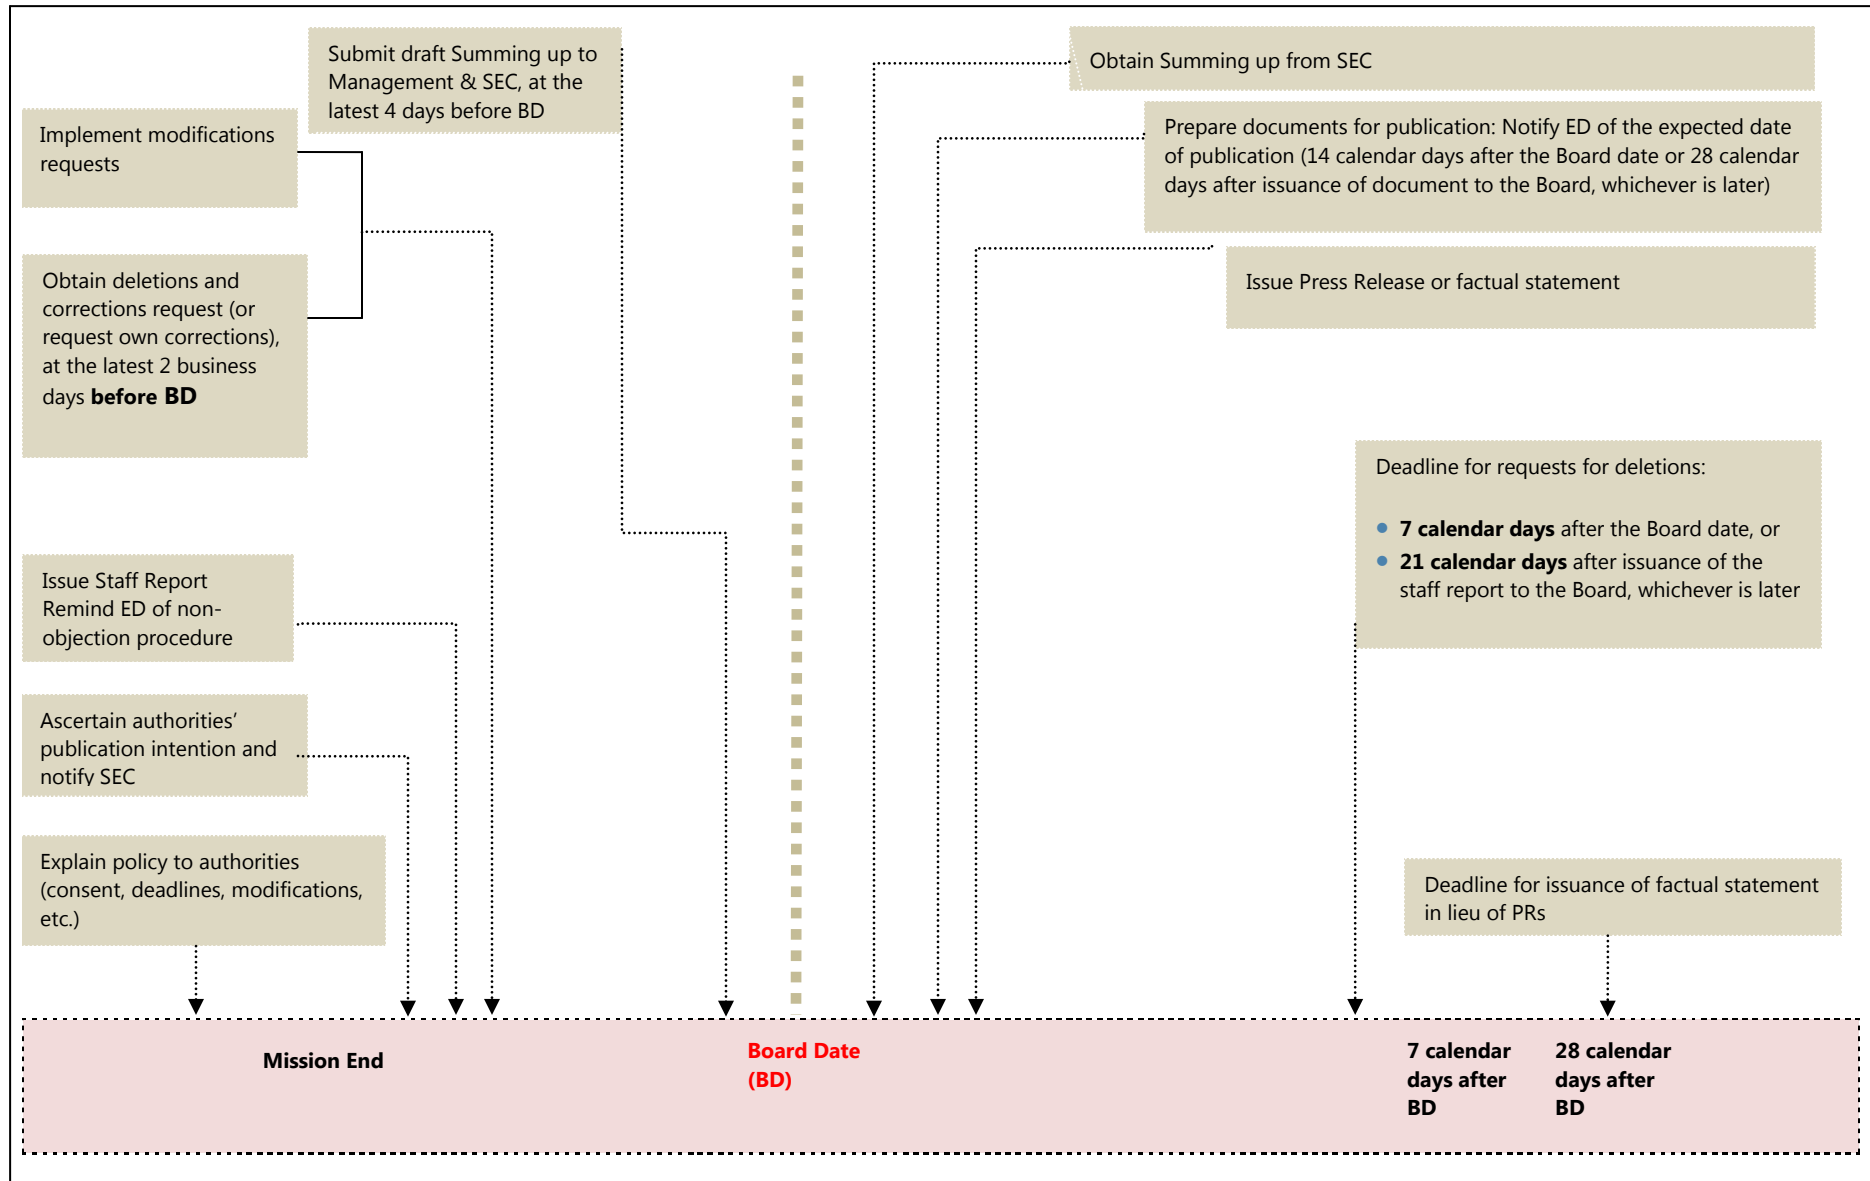 Submit draft Summing up to
Management & SEC, at the
latest 4 days before BD
Implement modifications
requests
Obtain deletions and
corrections request (or
request own corrections),
at the latest 2 business
days before BD
Issue Staff Report
Remind ED of non-
objection procedure
Ascertain authorities’
publication intention and
notify SEC
Explain policy to authorities
(consent, deadlines, modifications,
etc.)
Obtain Summing up from SEC
Prepare documents for publication: Notify ED of the expected date
of publication (14 calendar days after the Board date or 28 calendar
days after issuance of document to the Board, whichever is later)
Issue Press Release or factual statement
Deadline for requests for deletions:
• 7 calendar days after the Board date, or
• 21 calendar days after issuance of the
staff report to the Board, whichever is later
Deadline for issuance of factual statement
in lieu of PRs
Mission End
Board Date
(BD)
7 calendar
days after
BD
28 calendar
days after
BD